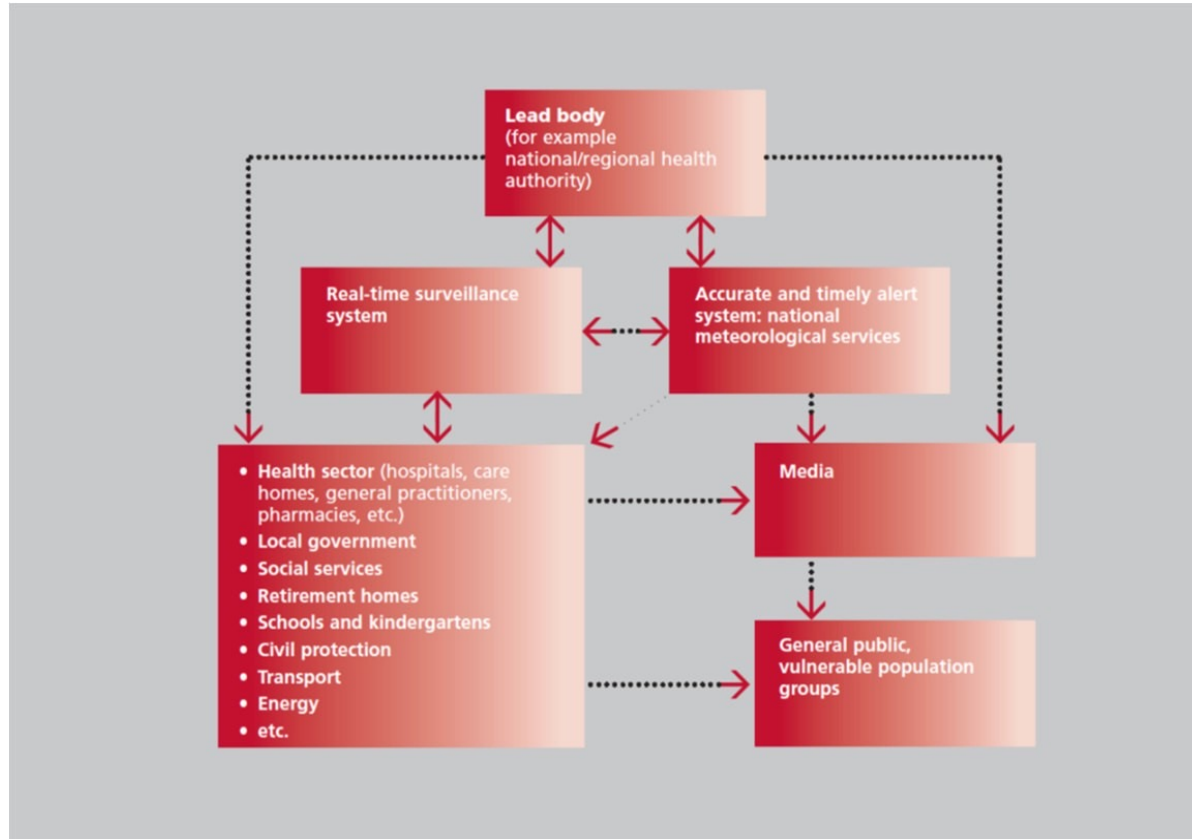 Lead body
(for example
national/regional health
authority)
Real-time surveillance
system
Accurate and timely alert
system: national
meteorological services
• Health sector (hospitals, care
homes, general practitioners,
pharmacies, etc.)
• Local government
• Social services
• Retirement homes
• Schools and kindergartens
• Civil protection
• Transport
• Energy
• etc.
Media
General public,
vulnerable population
groups